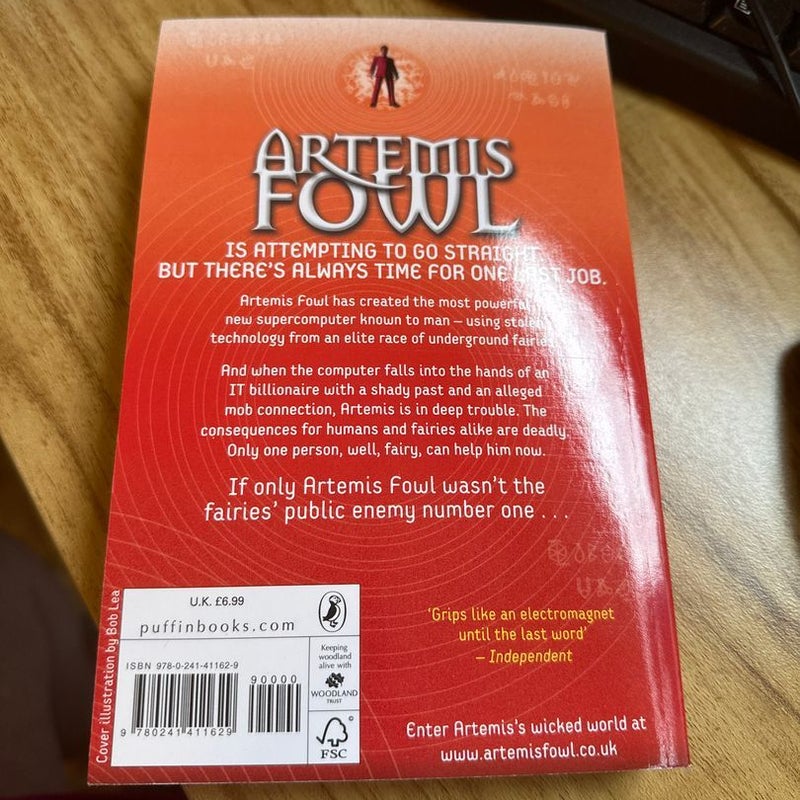 ARTEMIS
FOWL
IS ATTEMPTING TO GO STRAIGHT.
BUT THERE'S ALWAYS TIME FOR ONE LAST JOB.
Artemis Fowl has created the most powerful
new supercomputer known to man – using stolen
technology from an elite race of underground fairies.
And when the computer falls into the hands of an
IT billionaire with a shady past and an alleged
mob connection, Artemis is in deep trouble. The
consequences for humans and fairies alike are deadly.
Only one person, well, fairy, can help him now.
If only Artemis Fowl wasn't the
fairies' public enemy number one . . .
'Grips like an electromagnet
until the last word'
– Independent
Enter Artemis's wicked world at
www.artemisfowl.co.uk
Cover illustration by Bob Lea
U.K. £6.99
puffinbooks.com
ISBN 978-0-241-41162-9
90000
9 780241 411629
Keeping
woodland
alive with
WOODLAND
TRUST
©
FSC